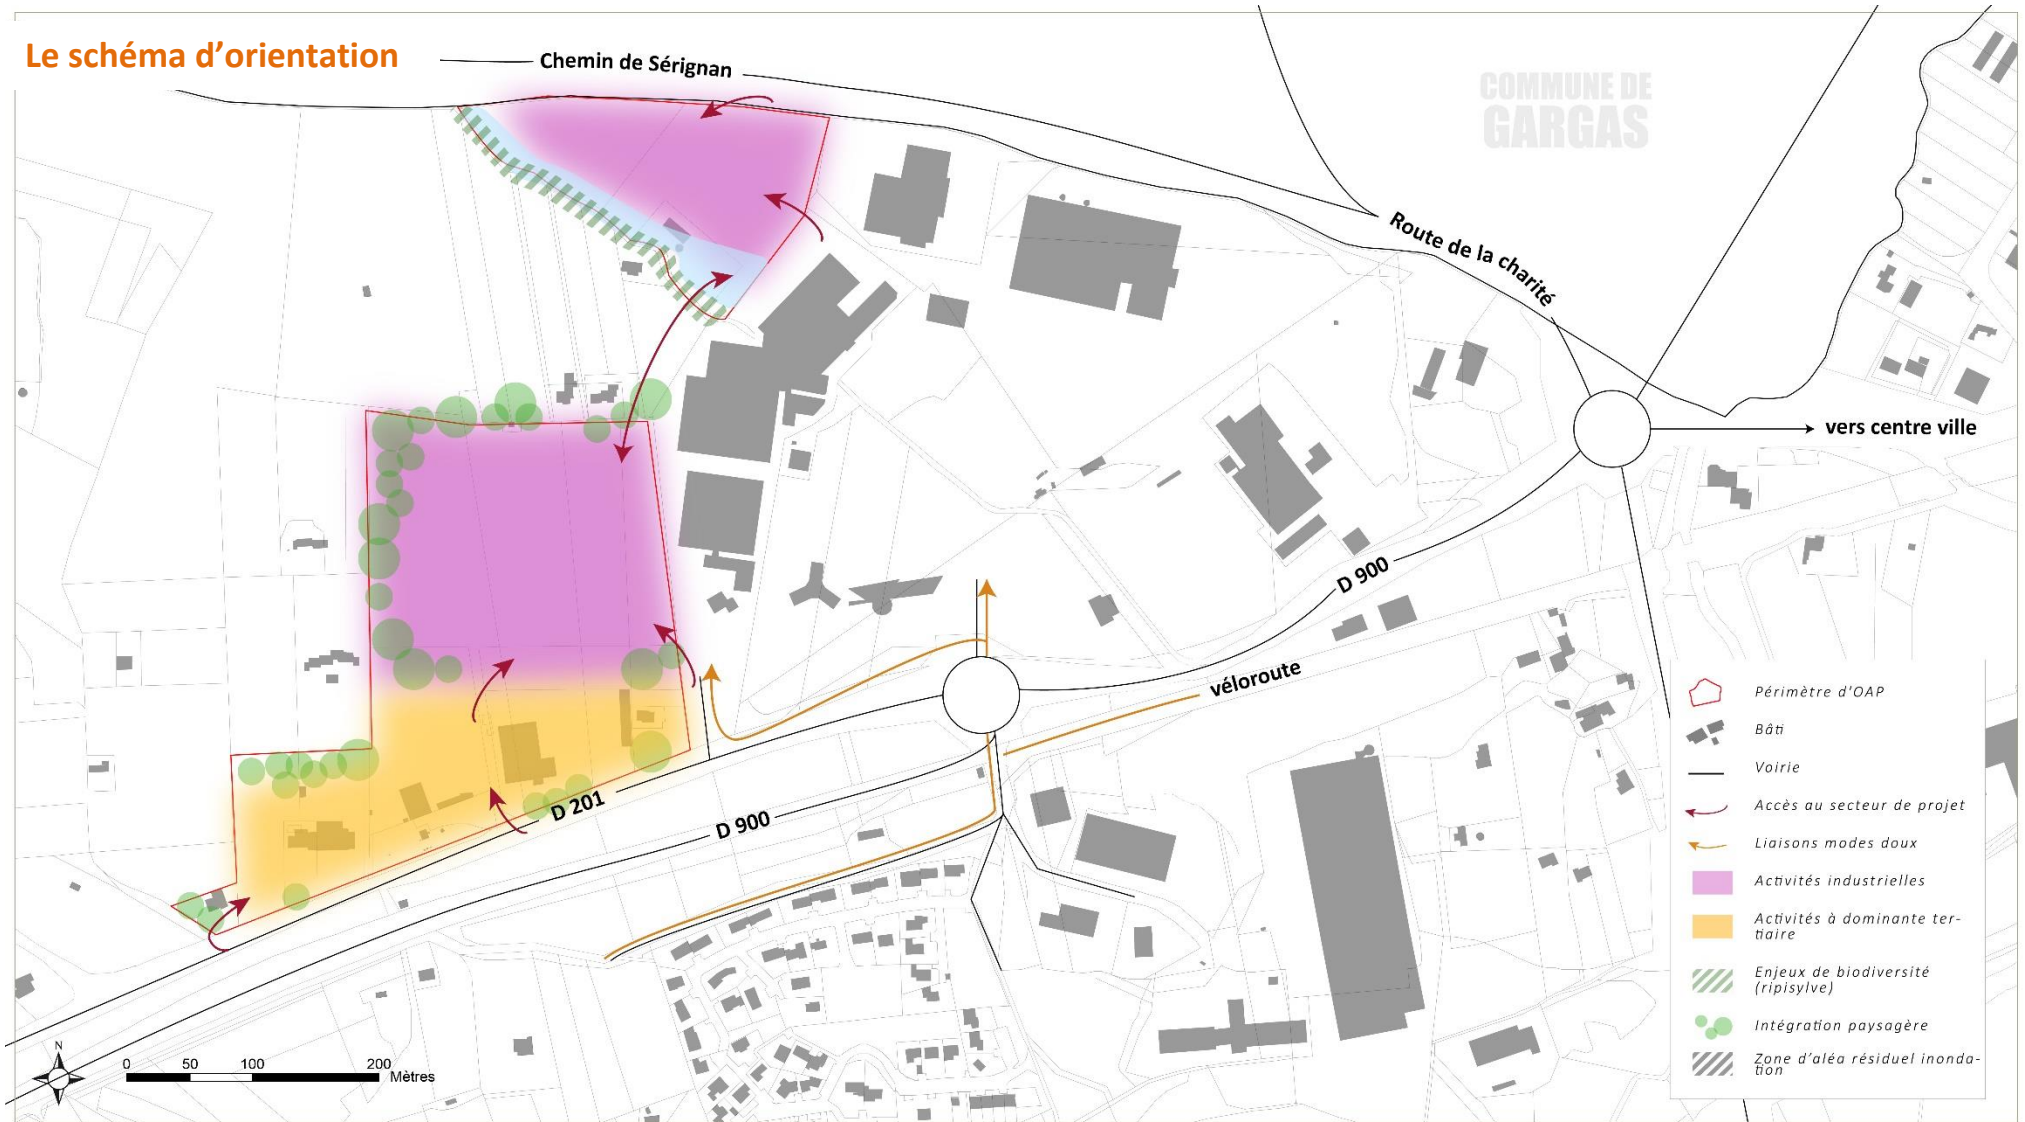 Le schéma d’orientation
Chemin de Sérignan
COMMUNE DE
GARGAS
Route de la charité
vers centre ville
D 900
véloroute
D 201
D 900
Périmètre d'OAP
Bâti
Voirie
Accès au secteur de projet
Liaisons modes doux
Activités industrielles
Activités à dominante ter-
tiaire
Enjeux de biodiversité
(ripisylve)
Intégration paysagère
Zone d'aléa résiduel inonda-
tion
N
0 50 100 200
Mètres